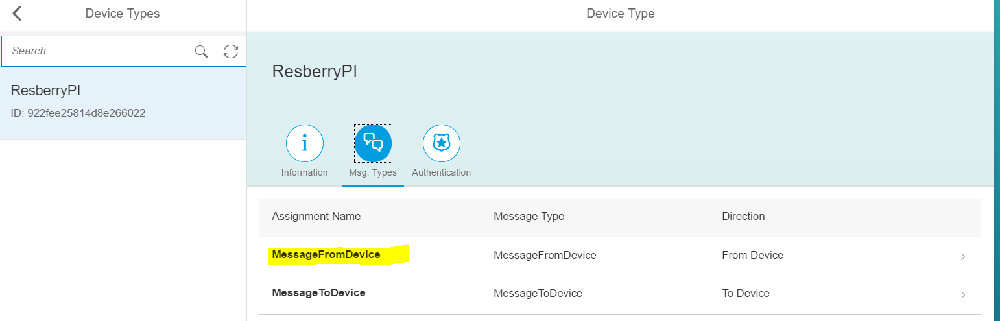 Device Types
Device Type
Search
ResberryPI
ID: 922fee25814d8e266022
ResberryPI
Information
Msg. Types
Authentication
Assignment Name Message Type Direction
MessageFromDevice MessageFromDevice From Device
MessageToDevice MessageToDevice To Device